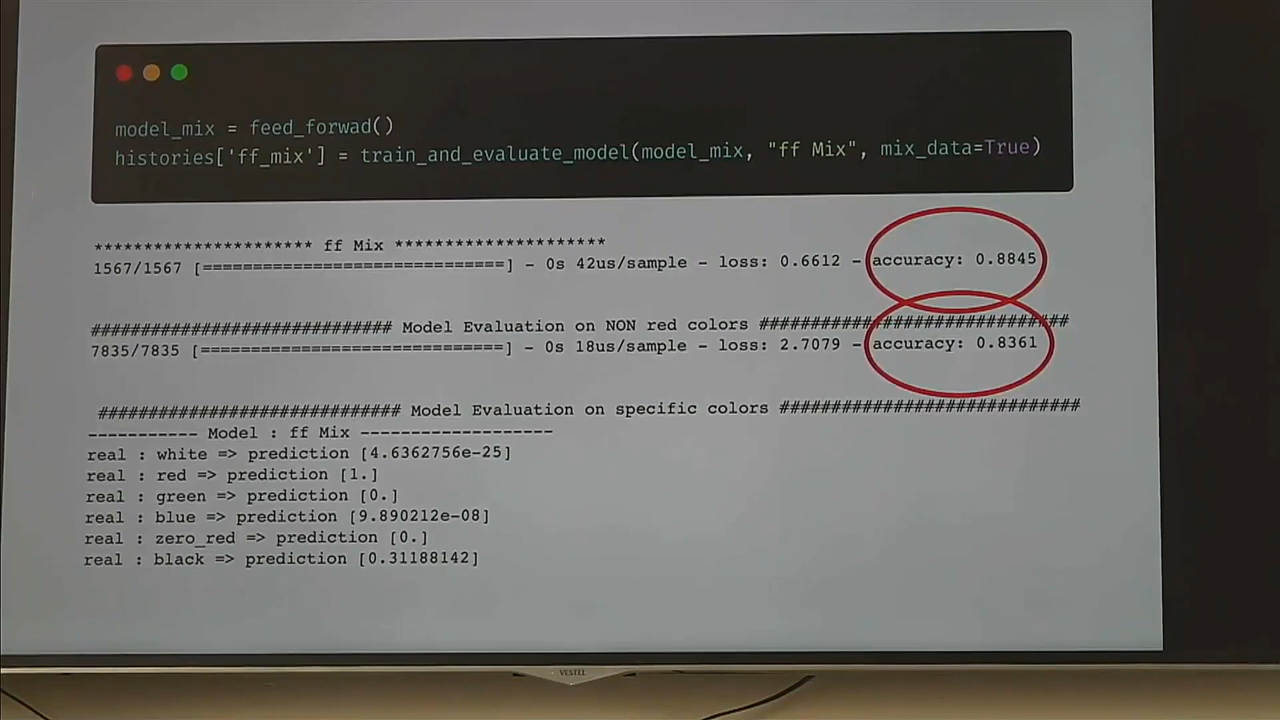 model_mix = feed_forwad()
histories['ff_mix'] = train_and_evaluate_model(model_mix, "ff Mix", mix_data=True)
********************** ff Mix *********************
1567/1567 [==============================] - 0s 42us/sample - loss: 0.6612 - accuracy: 0.8845
############################## Model Evaluation on NON red colors ###############################
7835/7835 [==============================] - 0s 18us/sample - loss: 2.7079 - accuracy: 0.8361
############################## Model Evaluation on specific colors ##############################
----------- Model : ff Mix -------------------
real : white => prediction [4.6362756e-25]
real : red => prediction [1.]
real : green => prediction [0.]
real : blue => prediction [9.890212e-08]
real : zero_red => prediction [0.]
real : black => prediction [0.31188142]
VESTEL